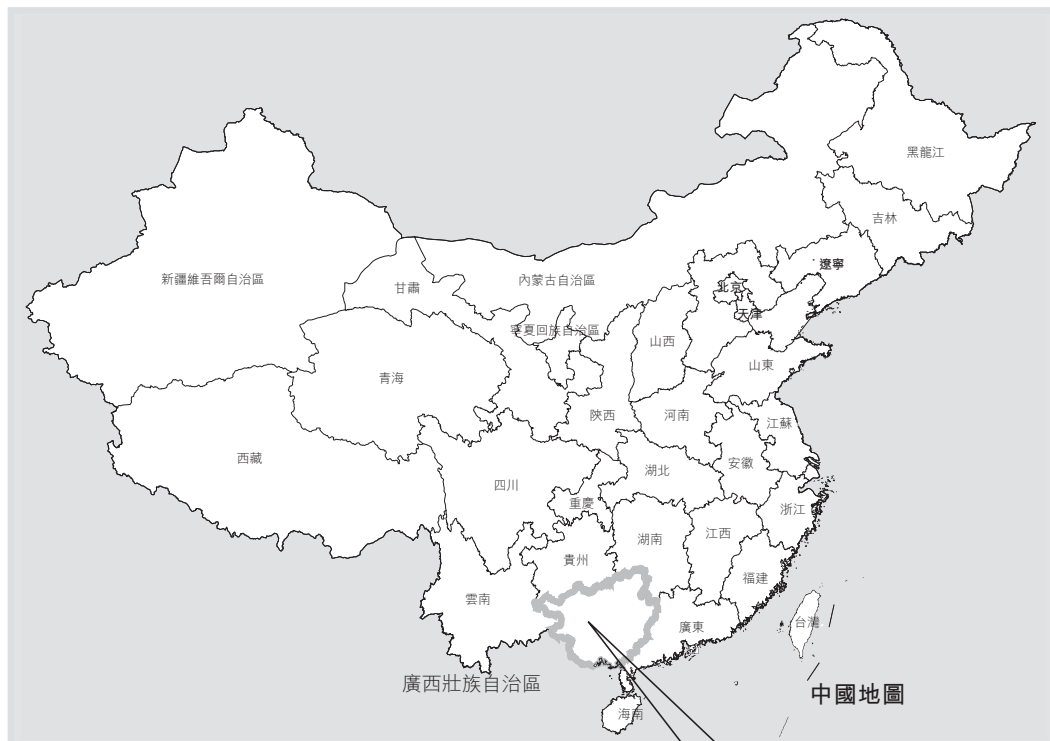 黑龍江
吉林
遼寧
新疆維吾爾自治區
甘肅
內蒙古自治區
北京
天津
寧夏回族自治區
山西
山東
青海
陝西
河南
江蘇
西藏
四川
湖北
安徽
重慶
浙江
湖南
江西
貴州
福建
雲南
廣東
台灣
廣西壯族自治區
中國地圖
海南